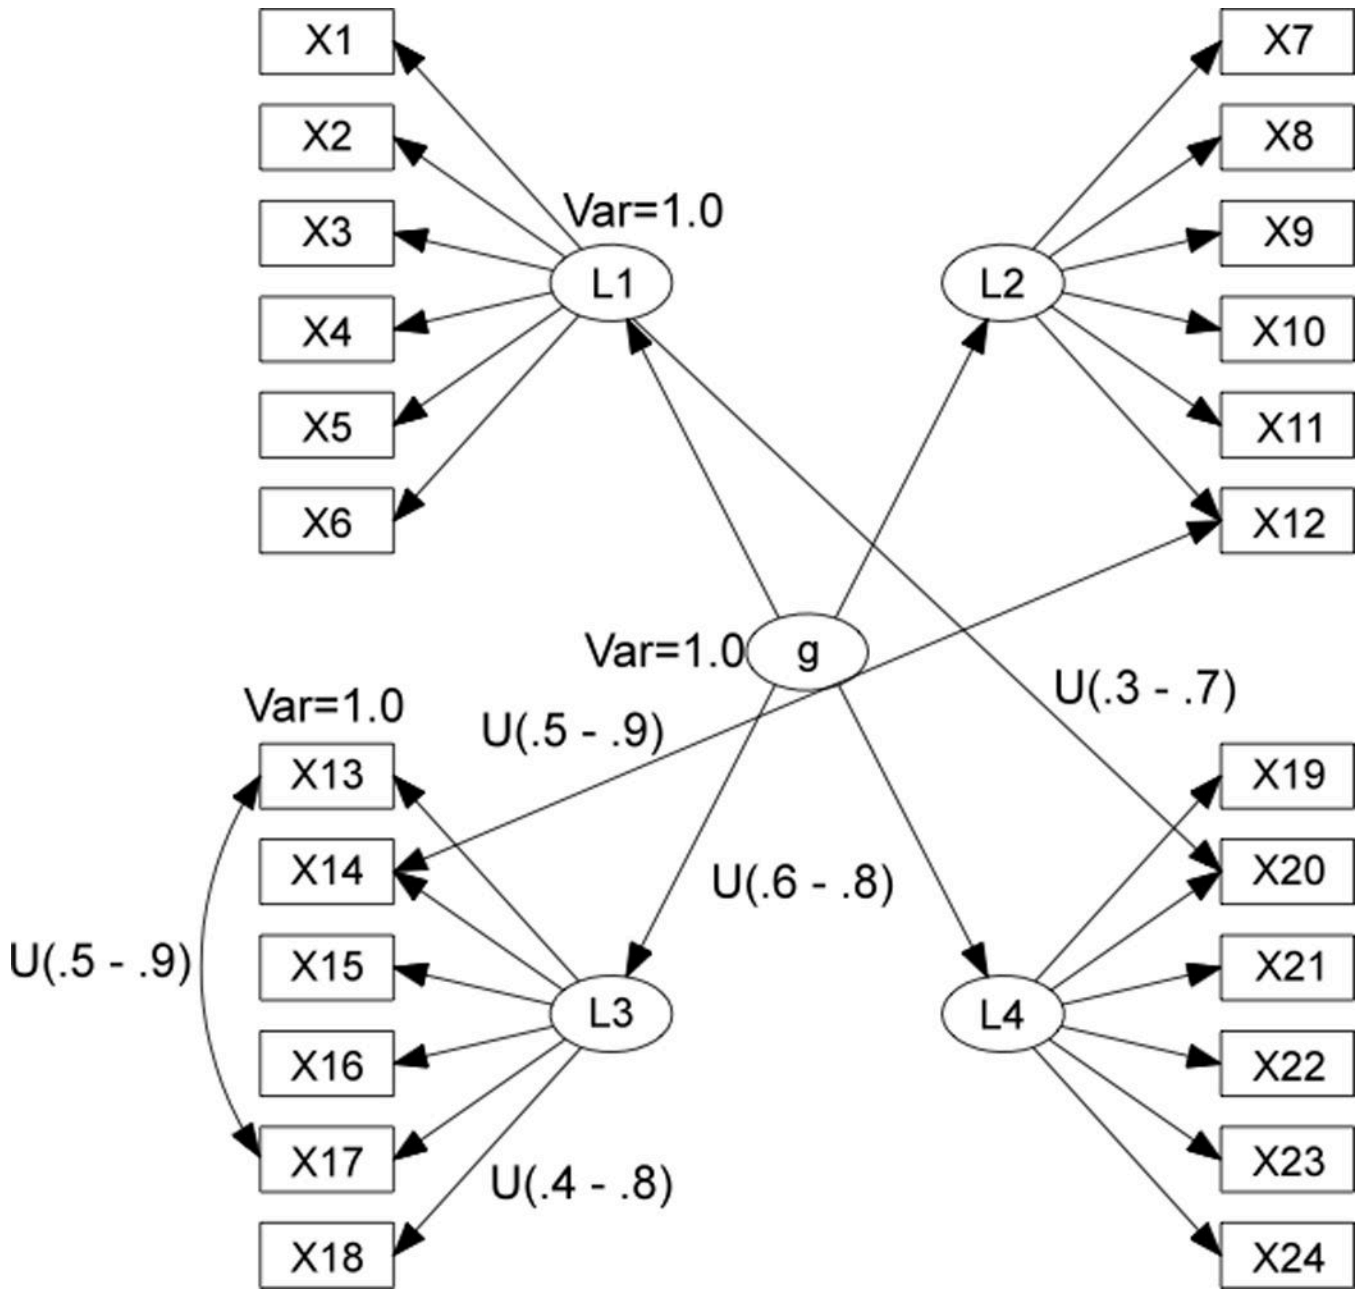 X1
X7
X2
X8
Var=1.0
X3
X9
L1
L2
X4
X10
X5
X11
X6
X12
Var=1.0
g
U(.3 - .7)
Var=1.0
U(.5 - .9)
X13
X19
X14
X20
U(.6 - .8)
U(.5 - .9)
X15
X21
L3
L4
X16
X22
X17
X23
U(.4 - .8)
X18
X24